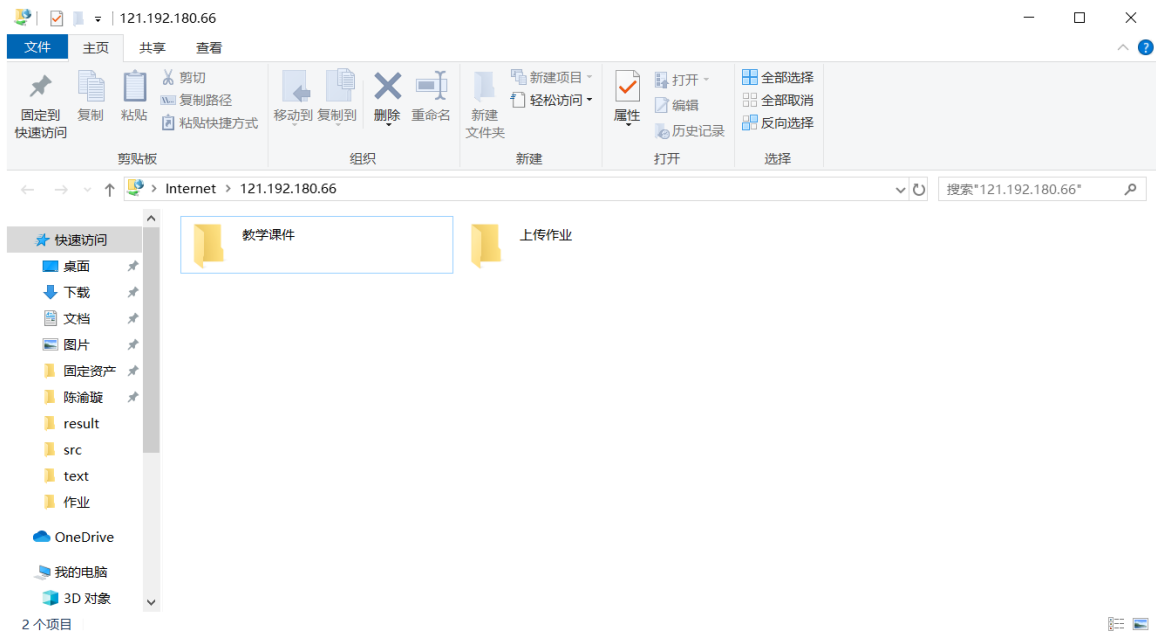 121.192.180.66
文件 主页 共享 查看
固定到快速访问
复制
粘贴
剪切
复制路径
粘贴快捷方式
剪贴板
移动到
复制到
删除
重命名
组织
新建文件夹
新建项目
轻松访问
新建
属性
打开
编辑
历史记录
打开
全部选择
全部取消
反向选择
选择
Internet 121.192.180.66
搜索"121.192.180.66"
快速访问
桌面
下载
文档
图片
固定资产
陈渝璇
result
src
text
作业
OneDrive
我的电脑
3D 对象
教学课件
上传作业
2 个项目